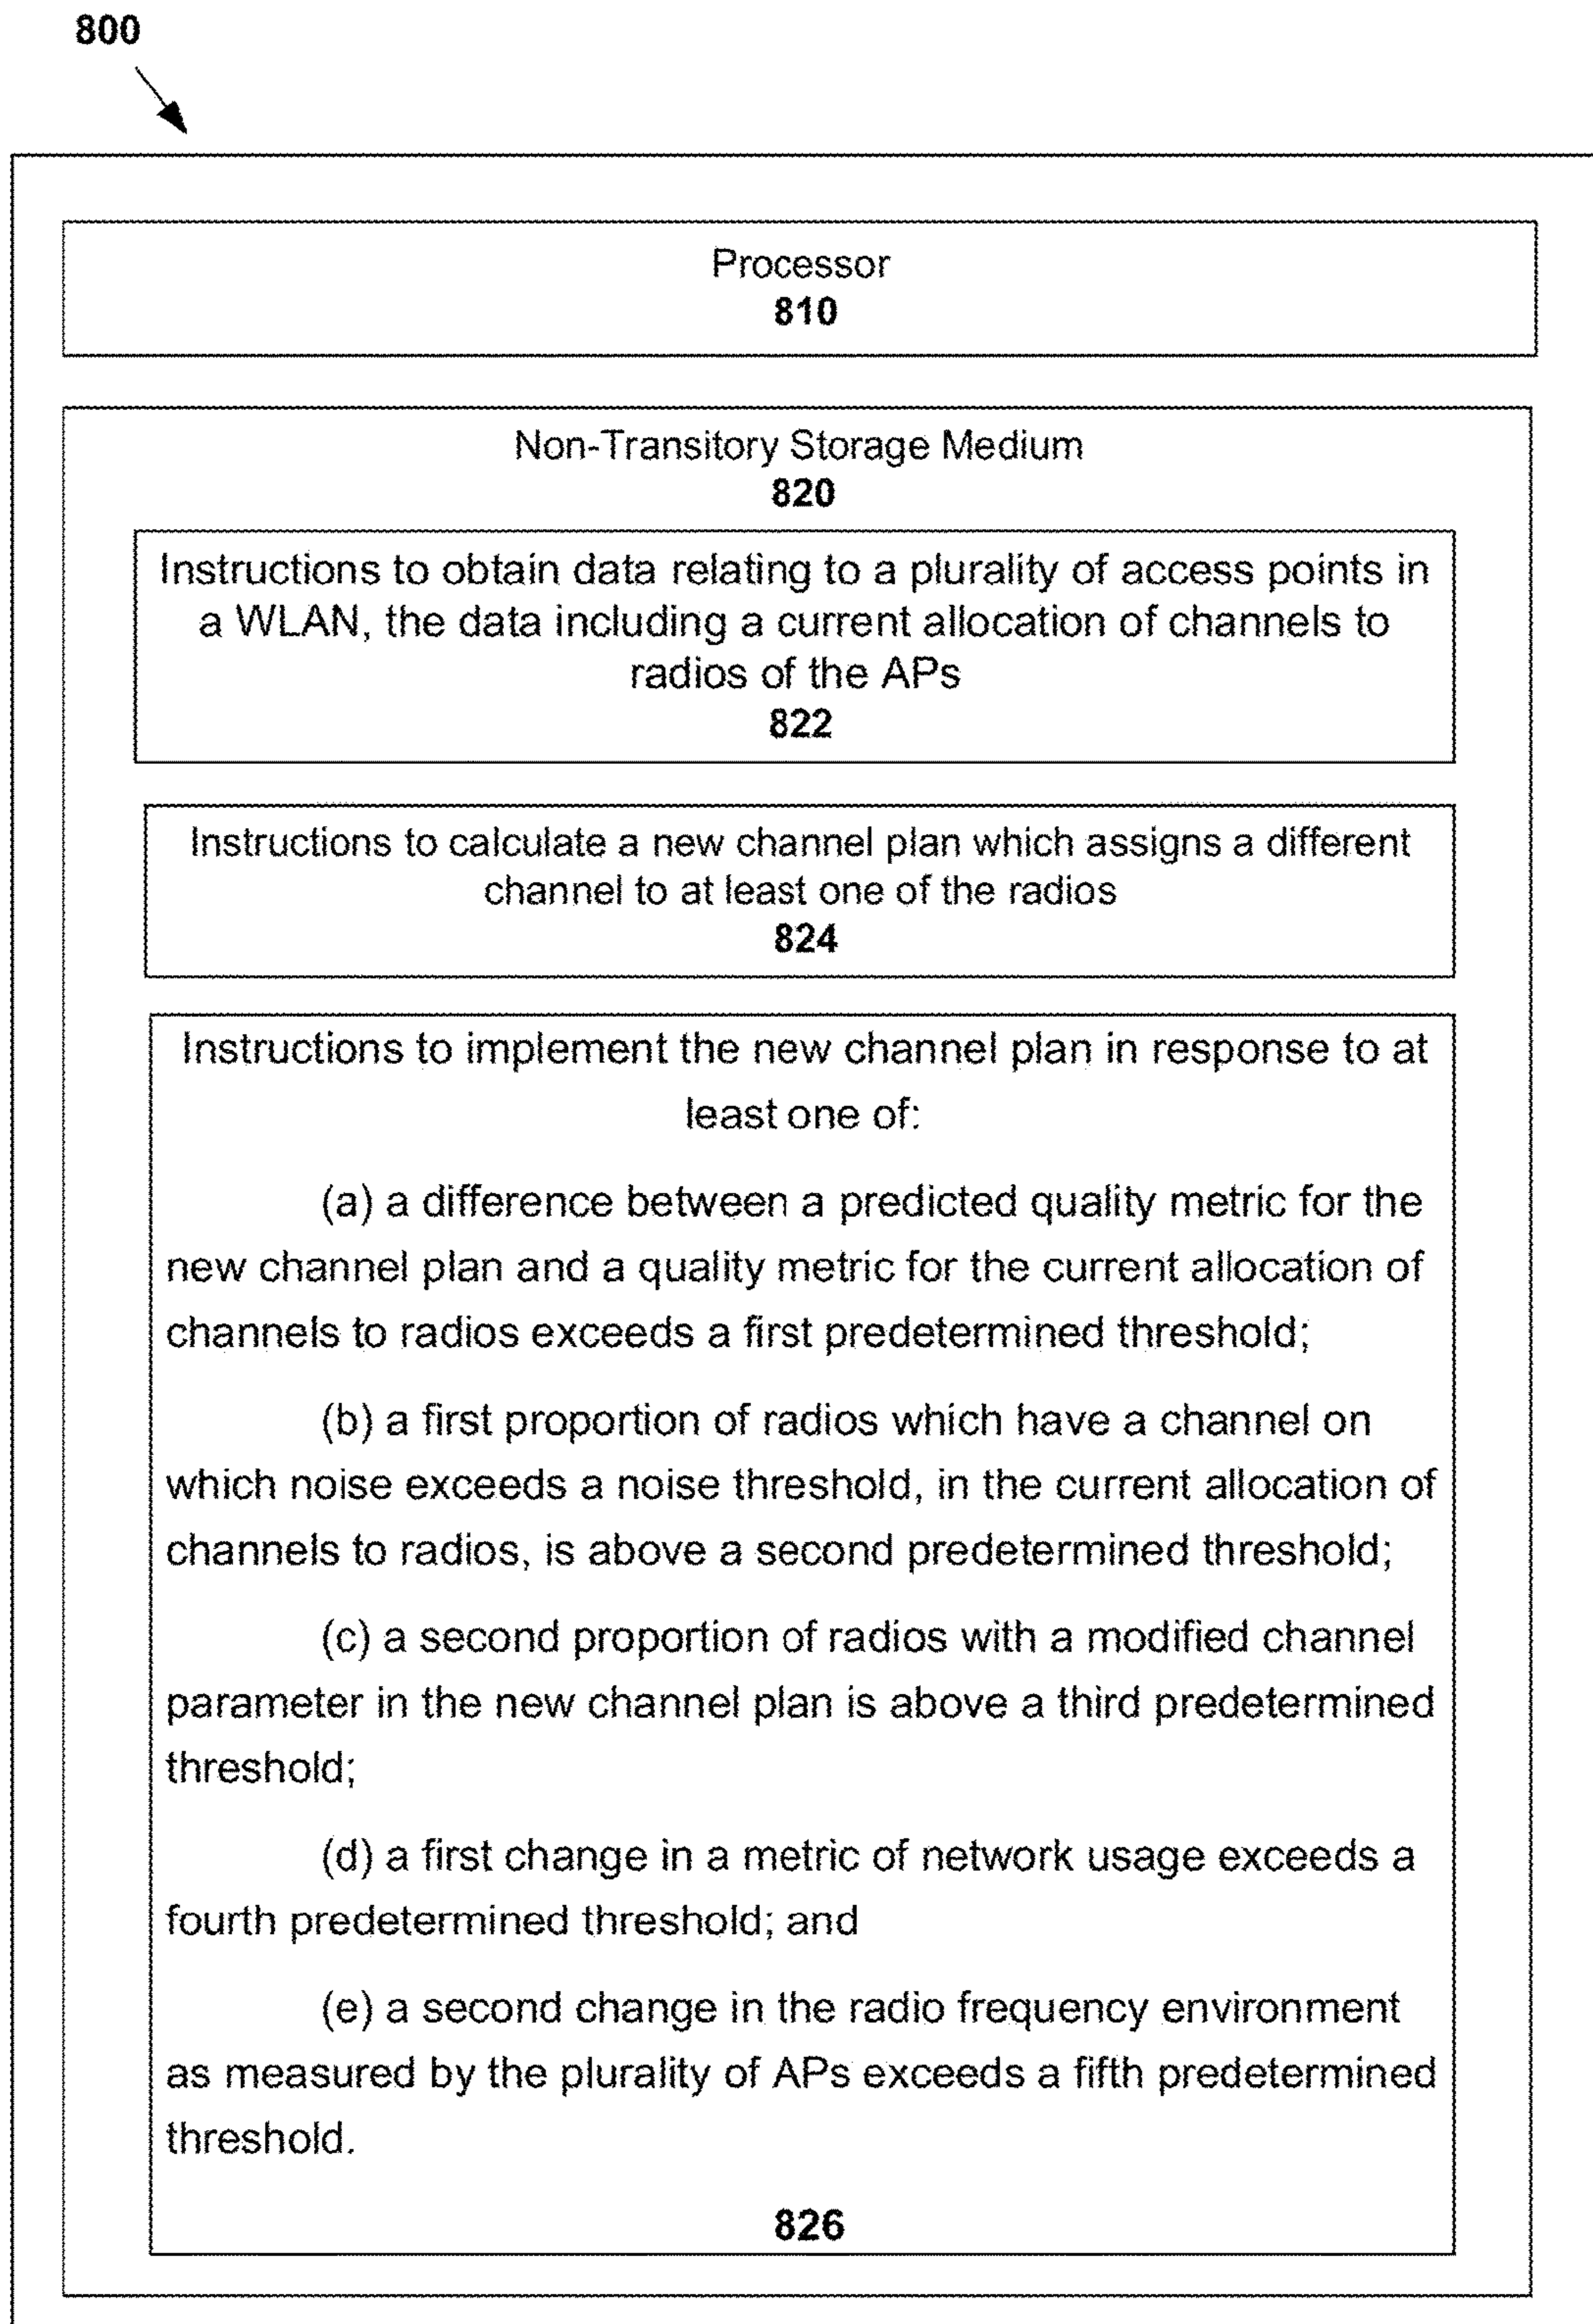 800
Processor
810
Non-Transitory Storage Medium
820
Instructions to obtain data relating to a plurality of access points in
a WLAN, the data including a current allocation of channels to
radios of the APs
822
Instructions to calculate a new channel plan which assigns a different
channel to at least one of the radios
824
Instructions to implement the new channel plan in response to at
least one of:
(a) a difference between a predicted quality metric for the
new channel plan and a quality metric for the current allocation of
channels to radios exceeds a first predetermined threshold;
(b) a first proportion of radios which have a channel on
which noise exceeds a noise threshold, in the current allocation of
channels to radios, is above a second predetermined threshold;
(c) a second proportion of radios with a modified channel
parameter in the new channel plan is above a third predetermined
threshold;
(d) a first change in a metric of network usage exceeds a
fourth predetermined threshold; and
(e) a second change in the radio frequency environment
as measured by the plurality of APs exceeds a fifth predetermined
threshold.
826